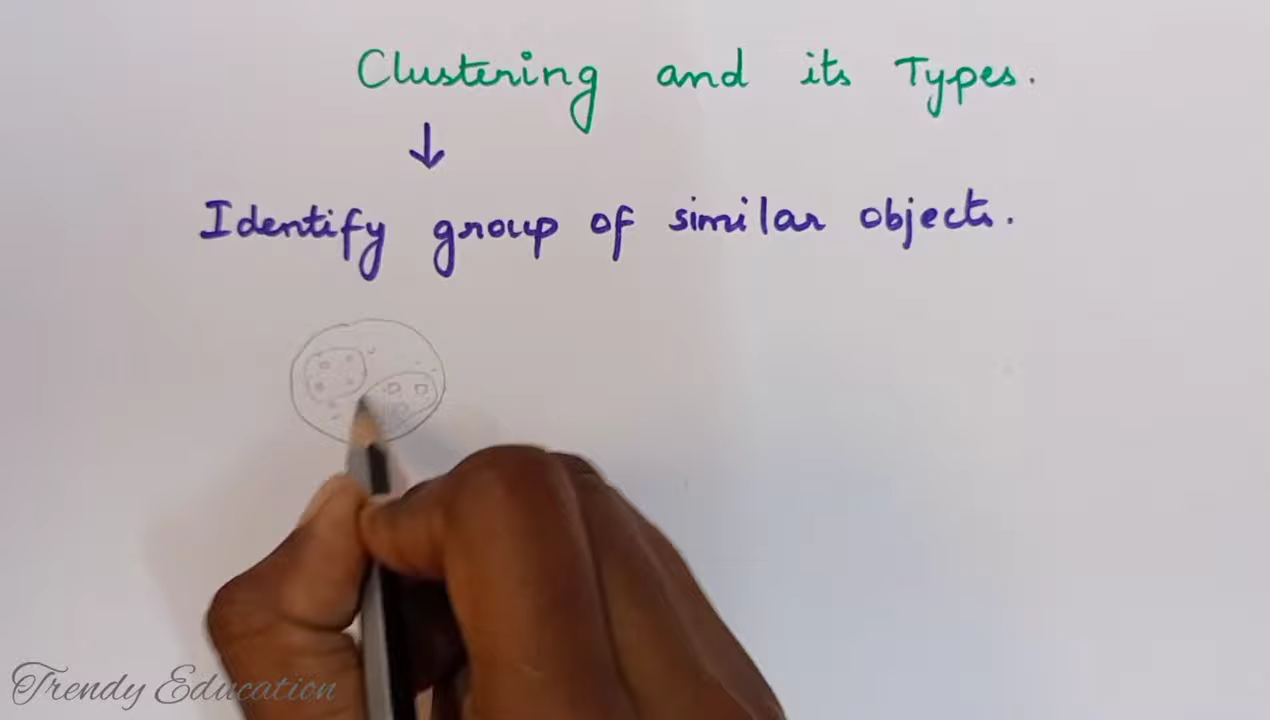 Clustering and its Types.
Identify group of similar objects.
Trendy Education